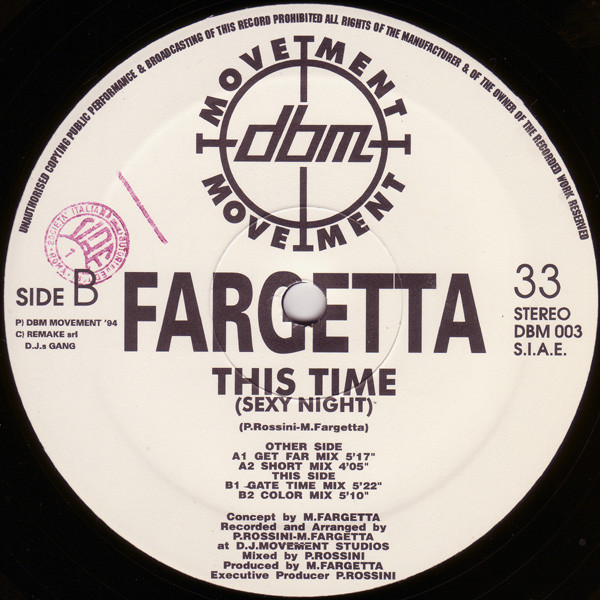 UNAUTHORISED COPYING PUBLIC PERFORMANCE & BROADCASTING OF THIS RECORD PROHIBITED ALL RIGHTS OF THE MANUFACTURER & OF THE OWNER OF THE RECORDED WORK RESERVED
MOVEMENT
dbm
MOVEMENT
SOCIETÀ ITALIANA
SIAE
ROMA
SIDE B
P) DBM MOVEMENT '94
C) REMAKE srl
D.J.s GANG
FARGETTA
33
STEREO
DBM 003
S.I.A.E.
THIS TIME
(SEXY NIGHT)
(P.Rossini-M.Fargetta)
OTHER SIDE
A1 GET FAR MIX 5'17"
A2 SHORT MIX 4'05"
THIS SIDE
B1 GATE TIME MIX 5'22"
B2 COLOR MIX 5'10"
Concept by M.FARGETTA
Recorded and Arranged by
P.ROSSINI-M.FARGETTA
at D.J.MOVEMENT STUDIOS
Mixed by P.ROSSINI
Produced by M.FARGETTA
Executive Producer P.ROSSINI